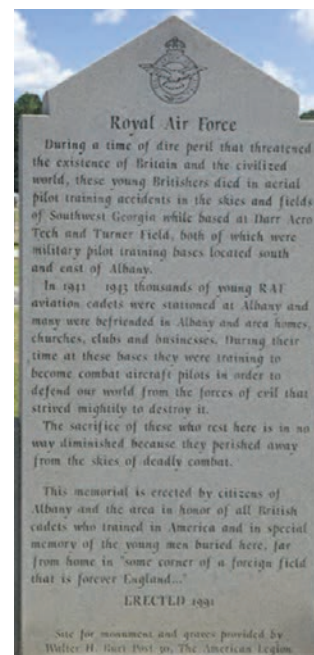 Royal Air Force
During a time of dire peril that threatened
the existence of Britain and the civilized
world, these young Britishers died in aerial
pilot training accidents in the skies and fields
of Southwest Georgia while based at Darr Aero
Tech and Turner Field, both of which were
military pilot training bases located south
and east of Albany.
In 1941 1943 thousands of young RAF
aviation cadets were stationed at Albany and
many were befriended in Albany and area homes,
churches, clubs and businesses. During their
time at these bases they were training to
become combat aircraft pilots in order to
defend our world from the forces of evil that
strived mightily to destroy it.
The sacrifice of these who rest here is in no
way diminished because they perished away
from the skies of deadly combat.
This memorial is erected by citizens of
Albany and the area in honor of all British
cadets who trained in America and in special
memory of the young men buried here, far
from home in "some corner of a foreign field
that is forever England..."
ERECTED 1991
Site for monument and graves provided by
Walter H. Burt Post 30, The American Legion